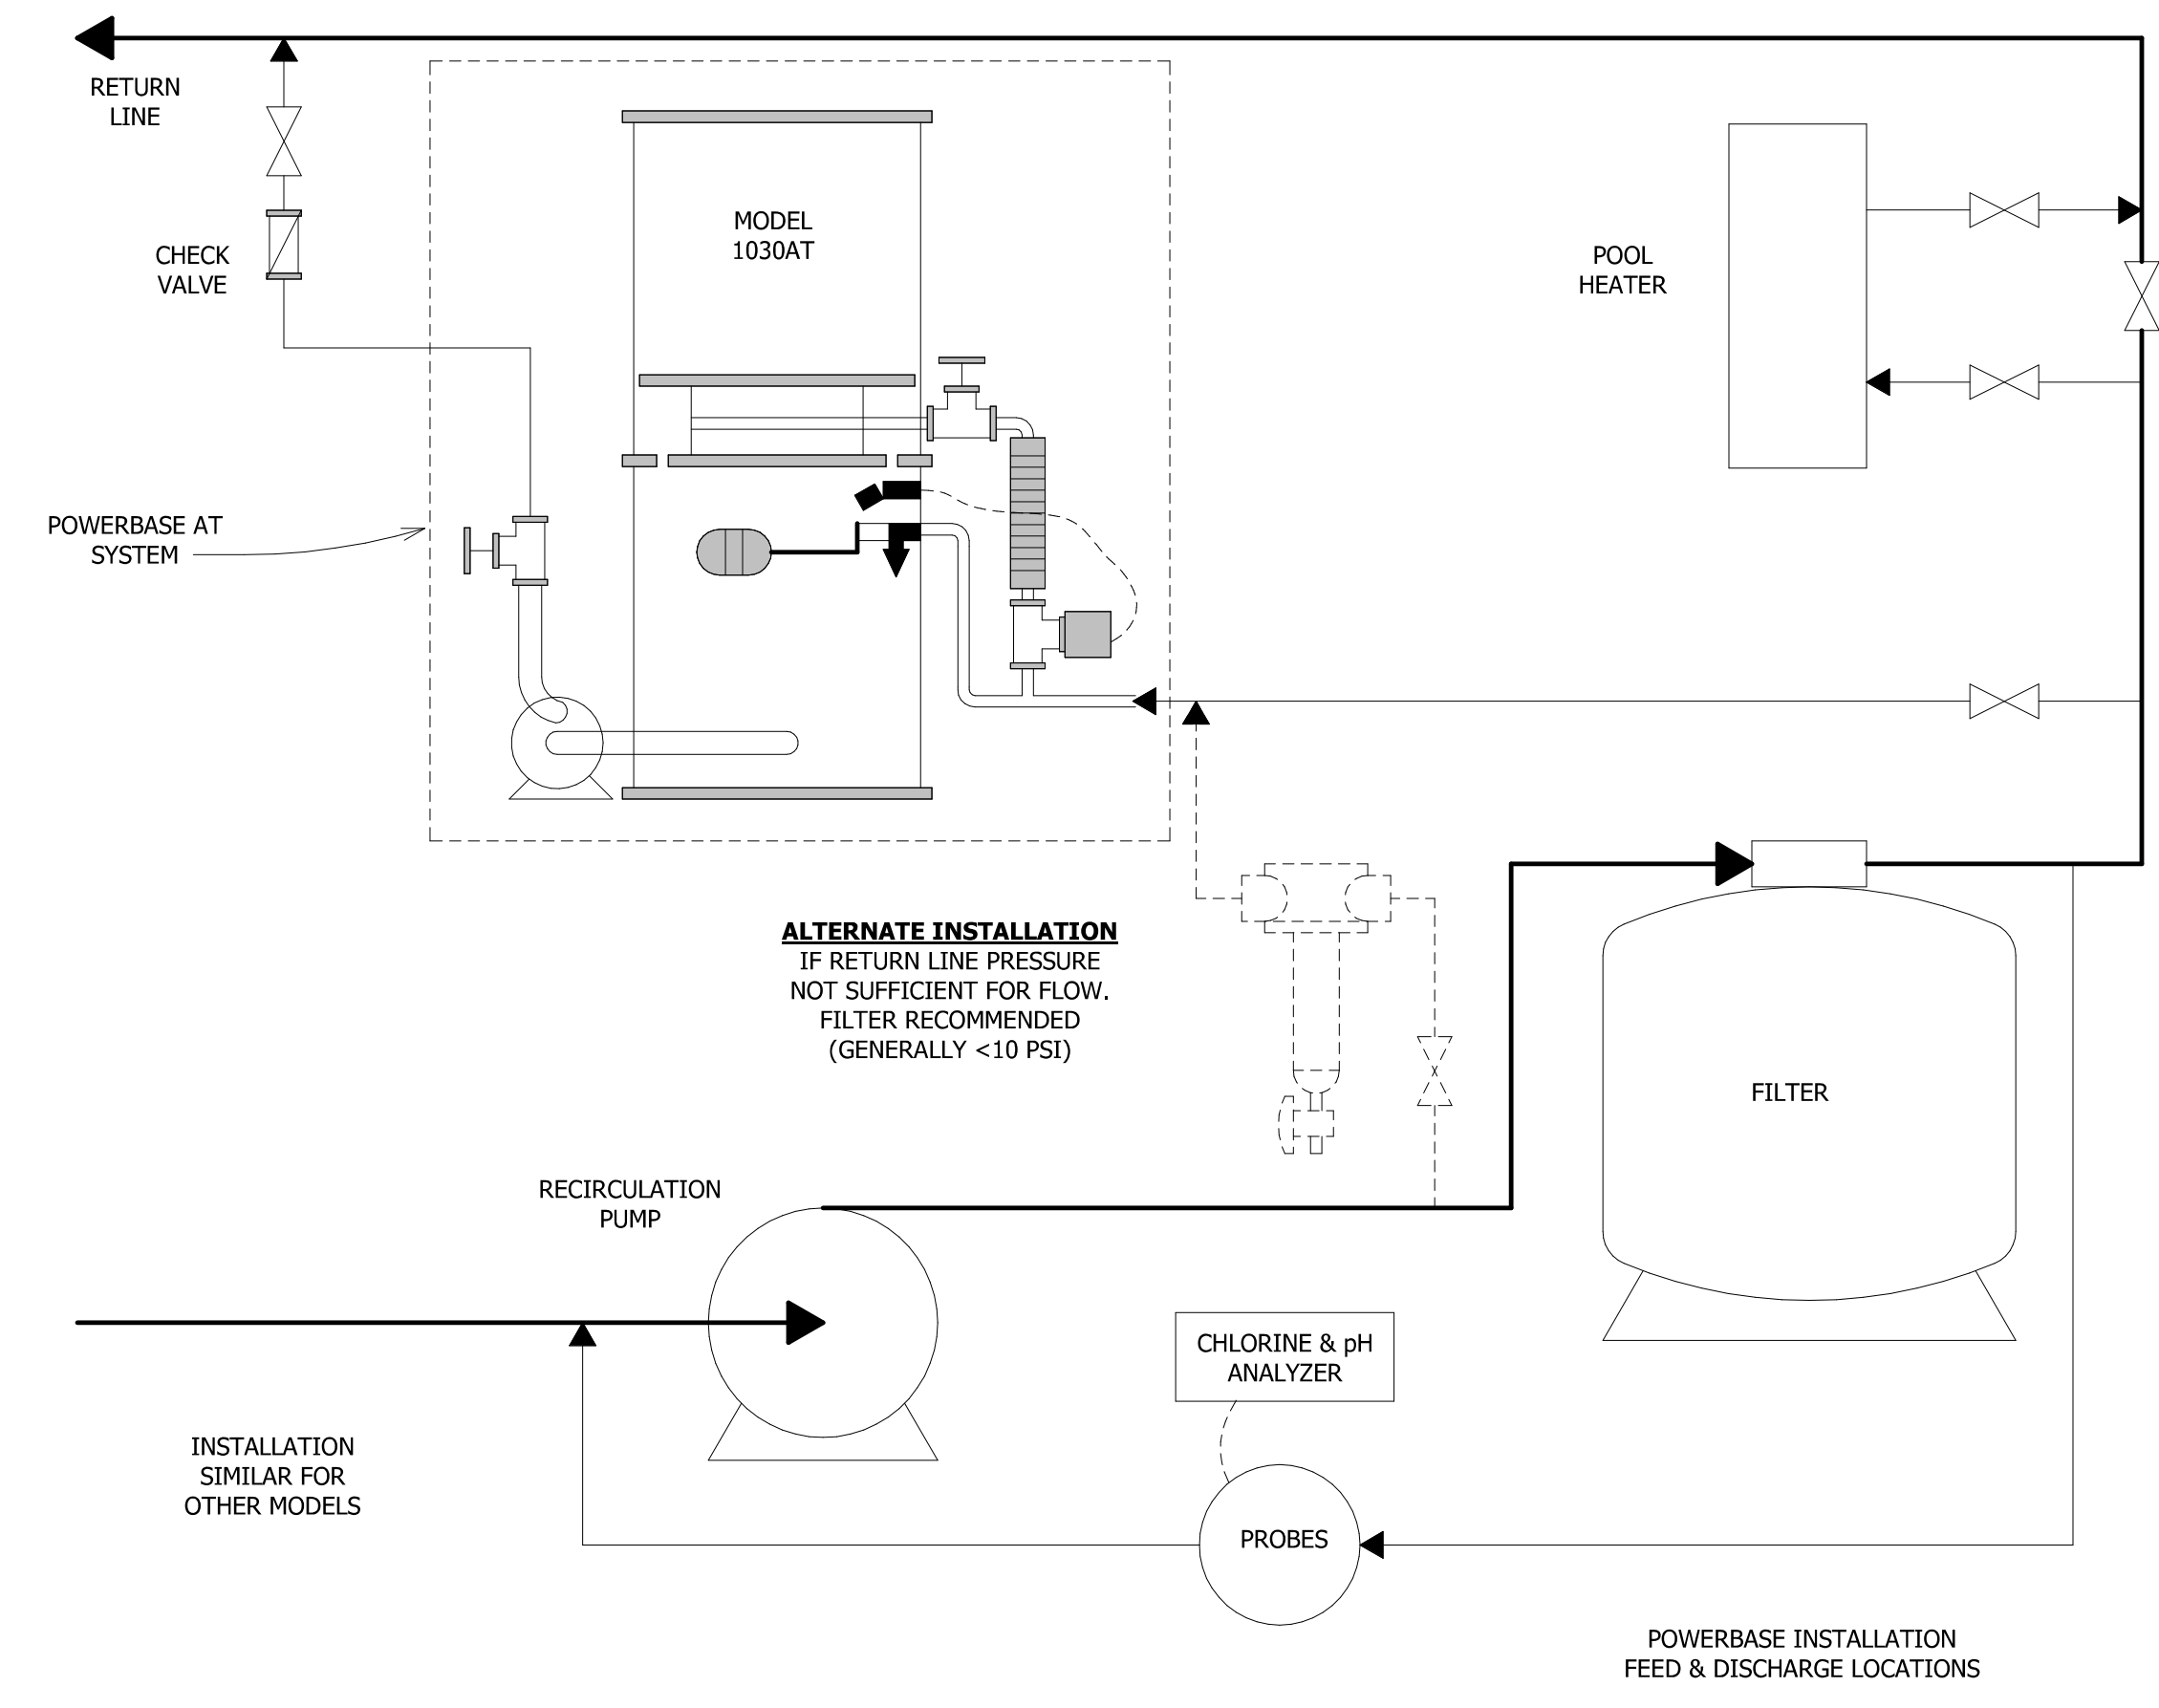 RETURN
LINE
MODEL
1030AT
CHECK
VALVE
POOL
HEATER
POWERBASE AT
SYSTEM
ALTERNATE INSTALLATION
IF RETURN LINE PRESSURE
NOT SUFFICIENT FOR FLOW.
FILTER RECOMMENDED
(GENERALLY <10 PSI)
FILTER
RECIRCULATION
PUMP
CHLORINE & pH
ANALYZER
INSTALLATION
SIMILAR FOR
OTHER MODELS
PROBES
POWERBASE INSTALLATION
FEED & DISCHARGE LOCATIONS